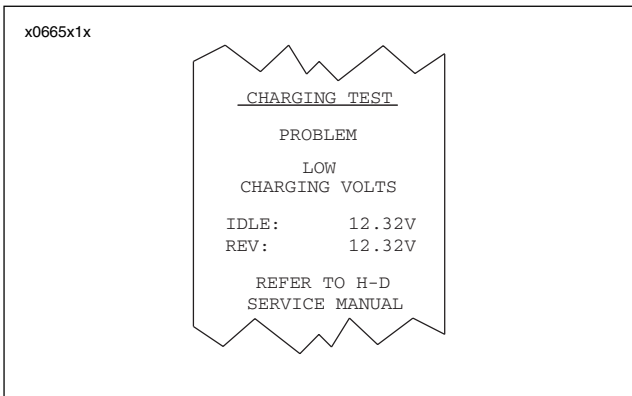 x0665x1x
CHARGING TEST
PROBLEM
LOW
CHARGING VOLTS
IDLE: 12.32V
REV: 12.32V
REFER TO H-D
SERVICE MANUAL